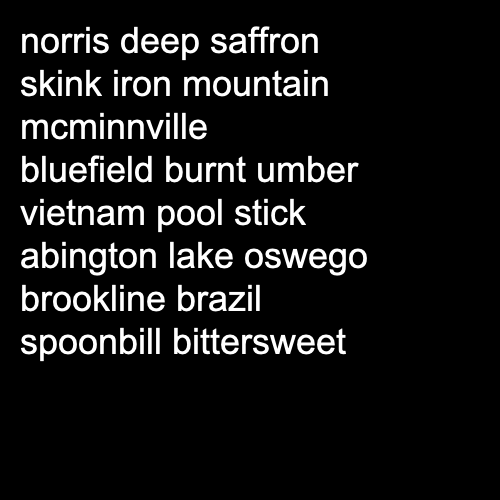 norris deep saffron
skink iron mountain
mcminnville
bluefield burnt umber
vietnam pool stick
abington lake oswego
brookline brazil
spoonbill bittersweet